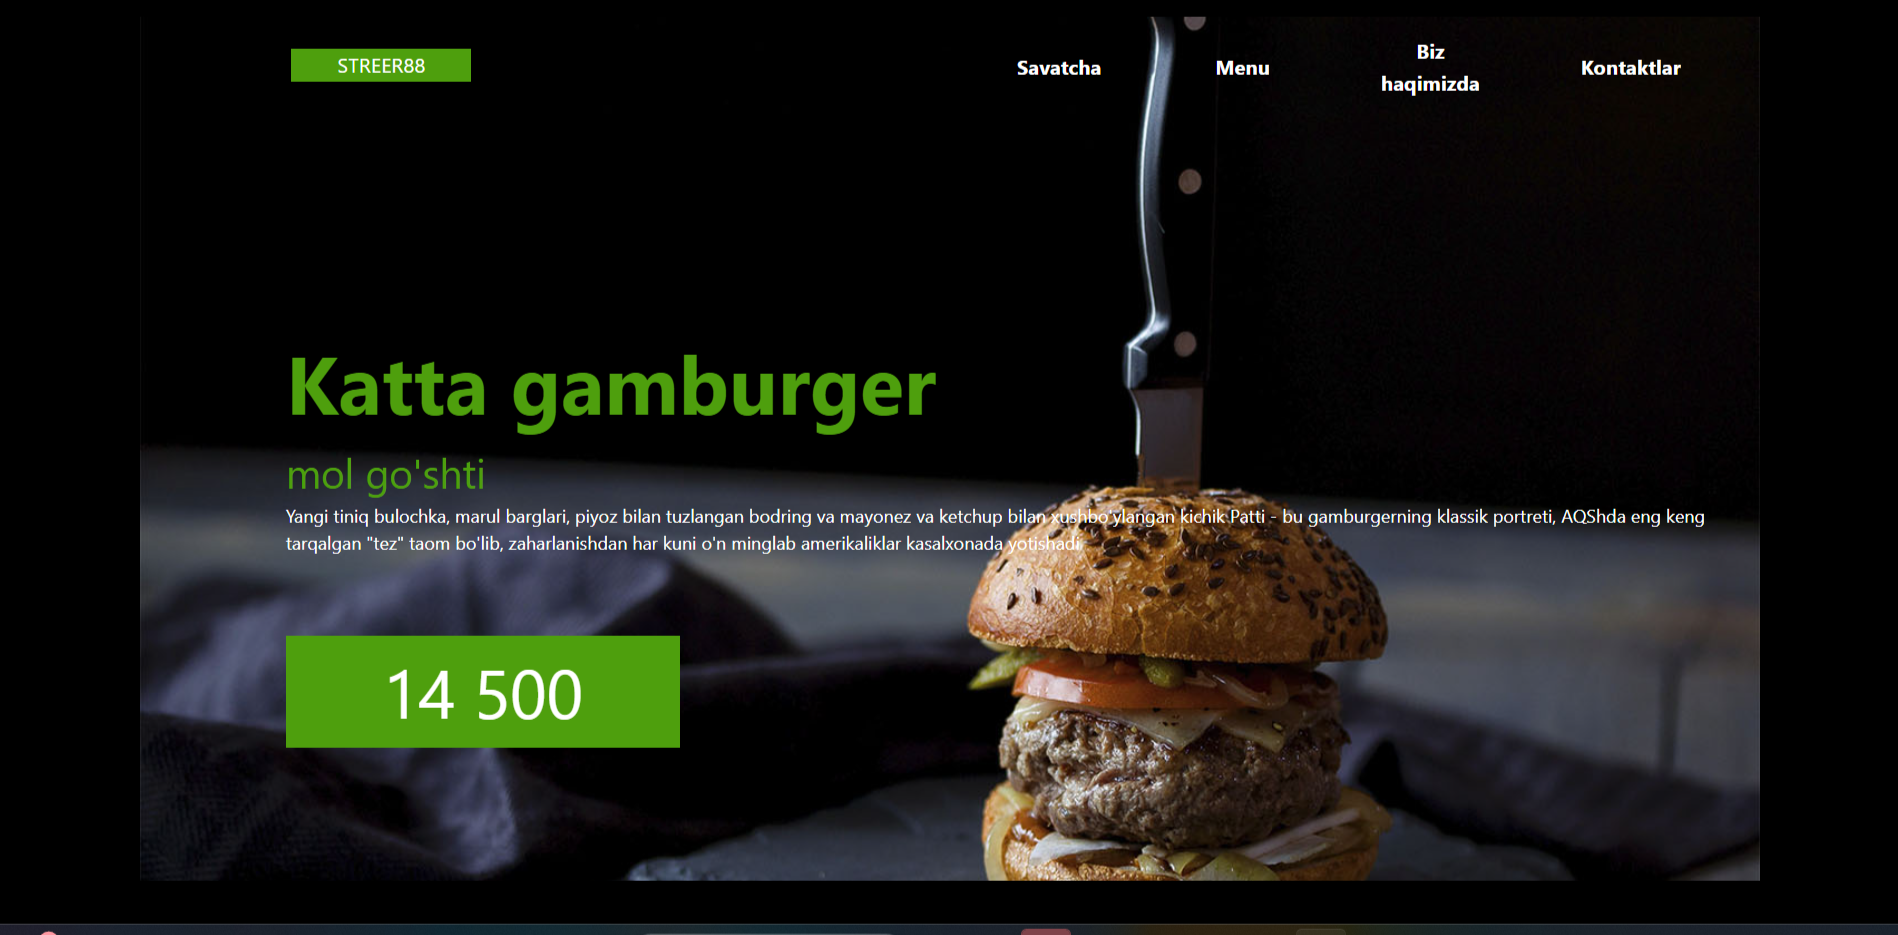 STREER88
Savatcha
Menu
Biz
haqimizda
Kontaktlar
Katta gamburger
mol go'shti
Yangi tiniq bulochka, marul barglari, piyoz bilan tuzlangan bodring va mayonez va ketchup bilan xushbo'ylangan kichik Patti - bu gamburgerning klassik portreti, AQShda eng keng
tarqalgan "tez" taom bo'lib, zaharlanishdan har kuni o'n minglab amerikaliklar kasalxonada yotishadi.
14 500